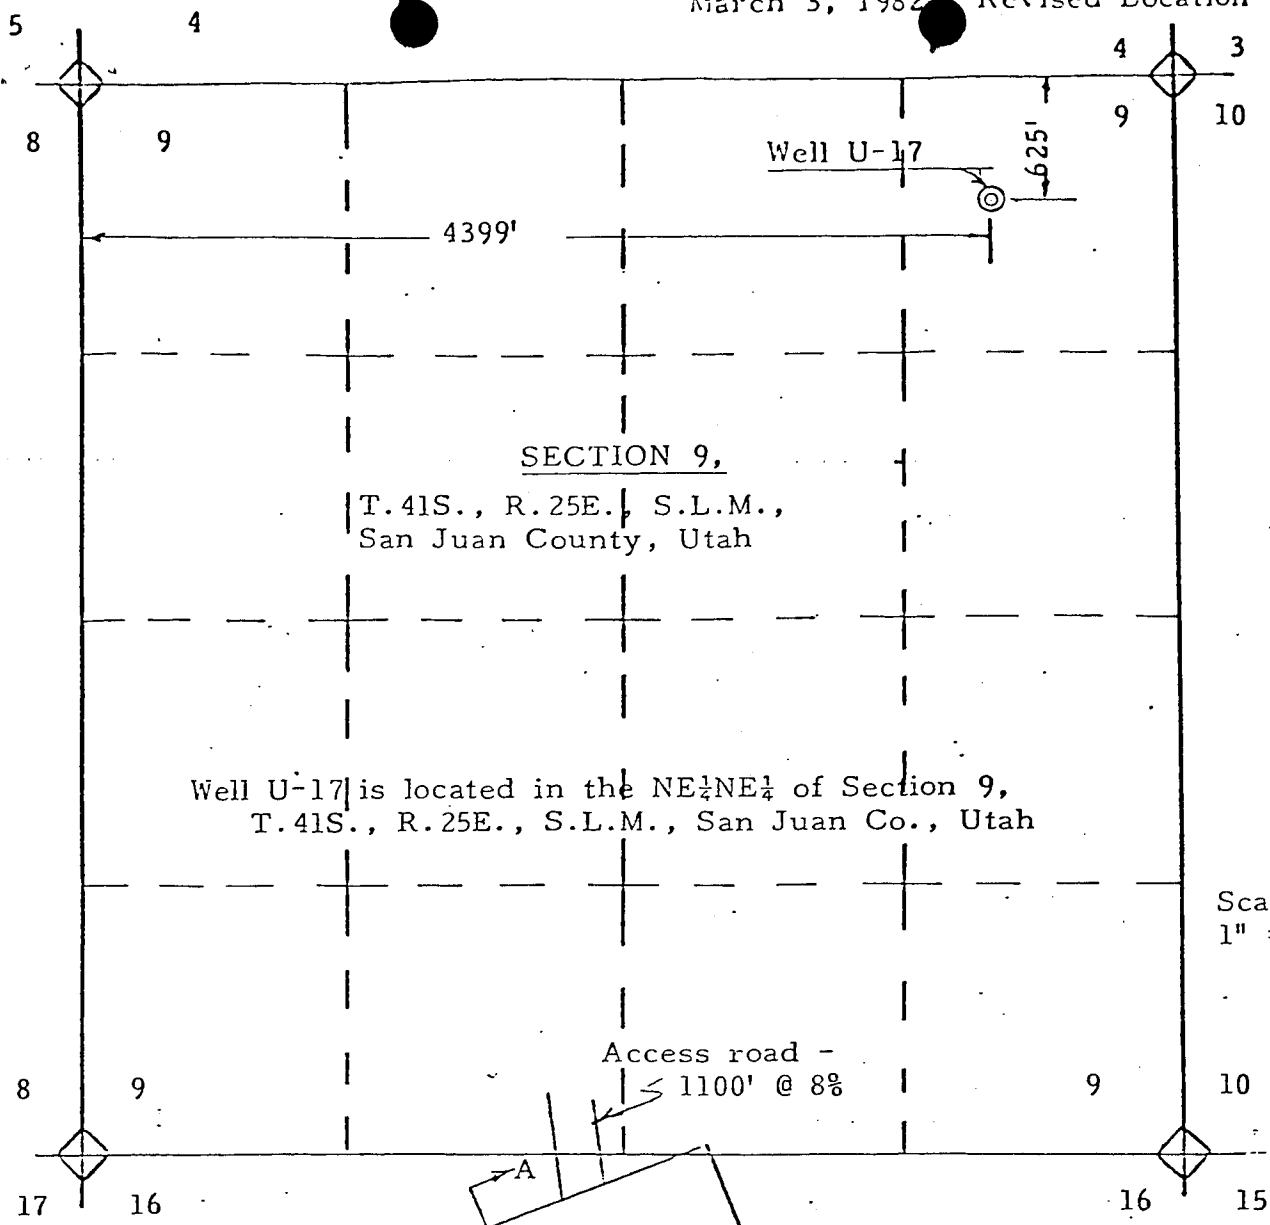 March 3, 1982 Revised Location
5 4
4 3
8 9
9 10
Well U-17
625'
4399'
SECTION 9,
T.41S., R.25E., S.L.M.,
San Juan County, Utah
Well U-17 is located in the NE¼NE¼ of Section 9,
T.41S., R.25E., S.L.M., San Juan Co., Utah
Sca
1"
Access road -
1100' @ 8%
8 9
9 10
A
17 16
16 15